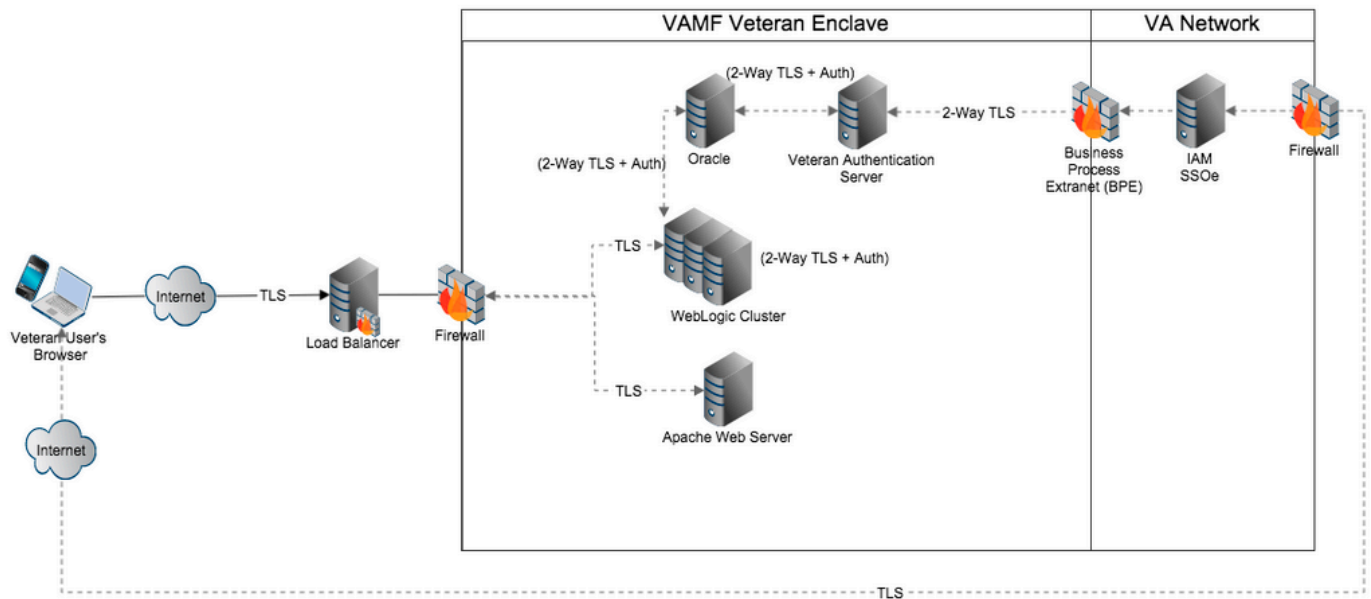 VAMF Veteran Enclave
VA Network
(2-Way TLS + Auth)
2-Way TLS
Oracle
Veteran Authentication
Server
Business
Process
Extranet (BPE)
IAM
SSOe
Firewall
(2-Way TLS + Auth)
TLS
(2-Way TLS + Auth)
WebLogic Cluster
Internet
TLS
Veteran User's
Browser
Load Balancer
Firewall
TLS
Apache Web Server
Internet
TLS